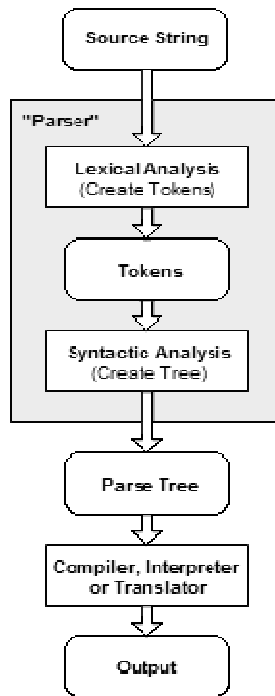 Source String
"Parser"
Lexical Analysis
(Create Tokens)
Tokens
Syntactic Analysis
(Create Tree)
Parse Tree
Compiler, Interpreter
or Translator
Output